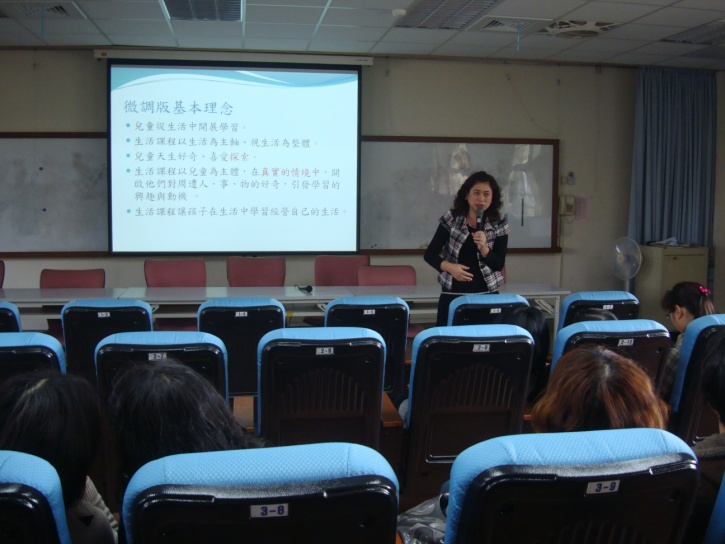 微調版基本理念
• 兒童從生活中開展學習。
• 生活課程以生活為主軸、視生活為整體。
• 兒童天生好奇、喜愛探索。
• 生活課程以兒童為主體，在真實的情境中，開
啟他們對周遭人、事、物的好奇，引發學習的
興趣與動機。
• 生活課程讓孩子在生活中學習經營自己的生活。
2-8
3-8
3-9